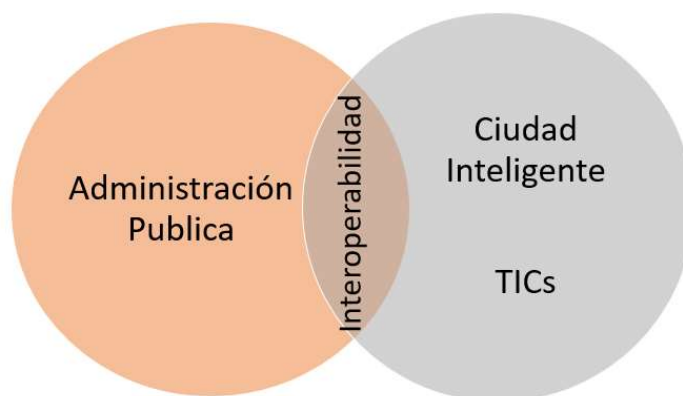 Administración
Publica
Interoperabilidad
Ciudad
Inteligente
TICs